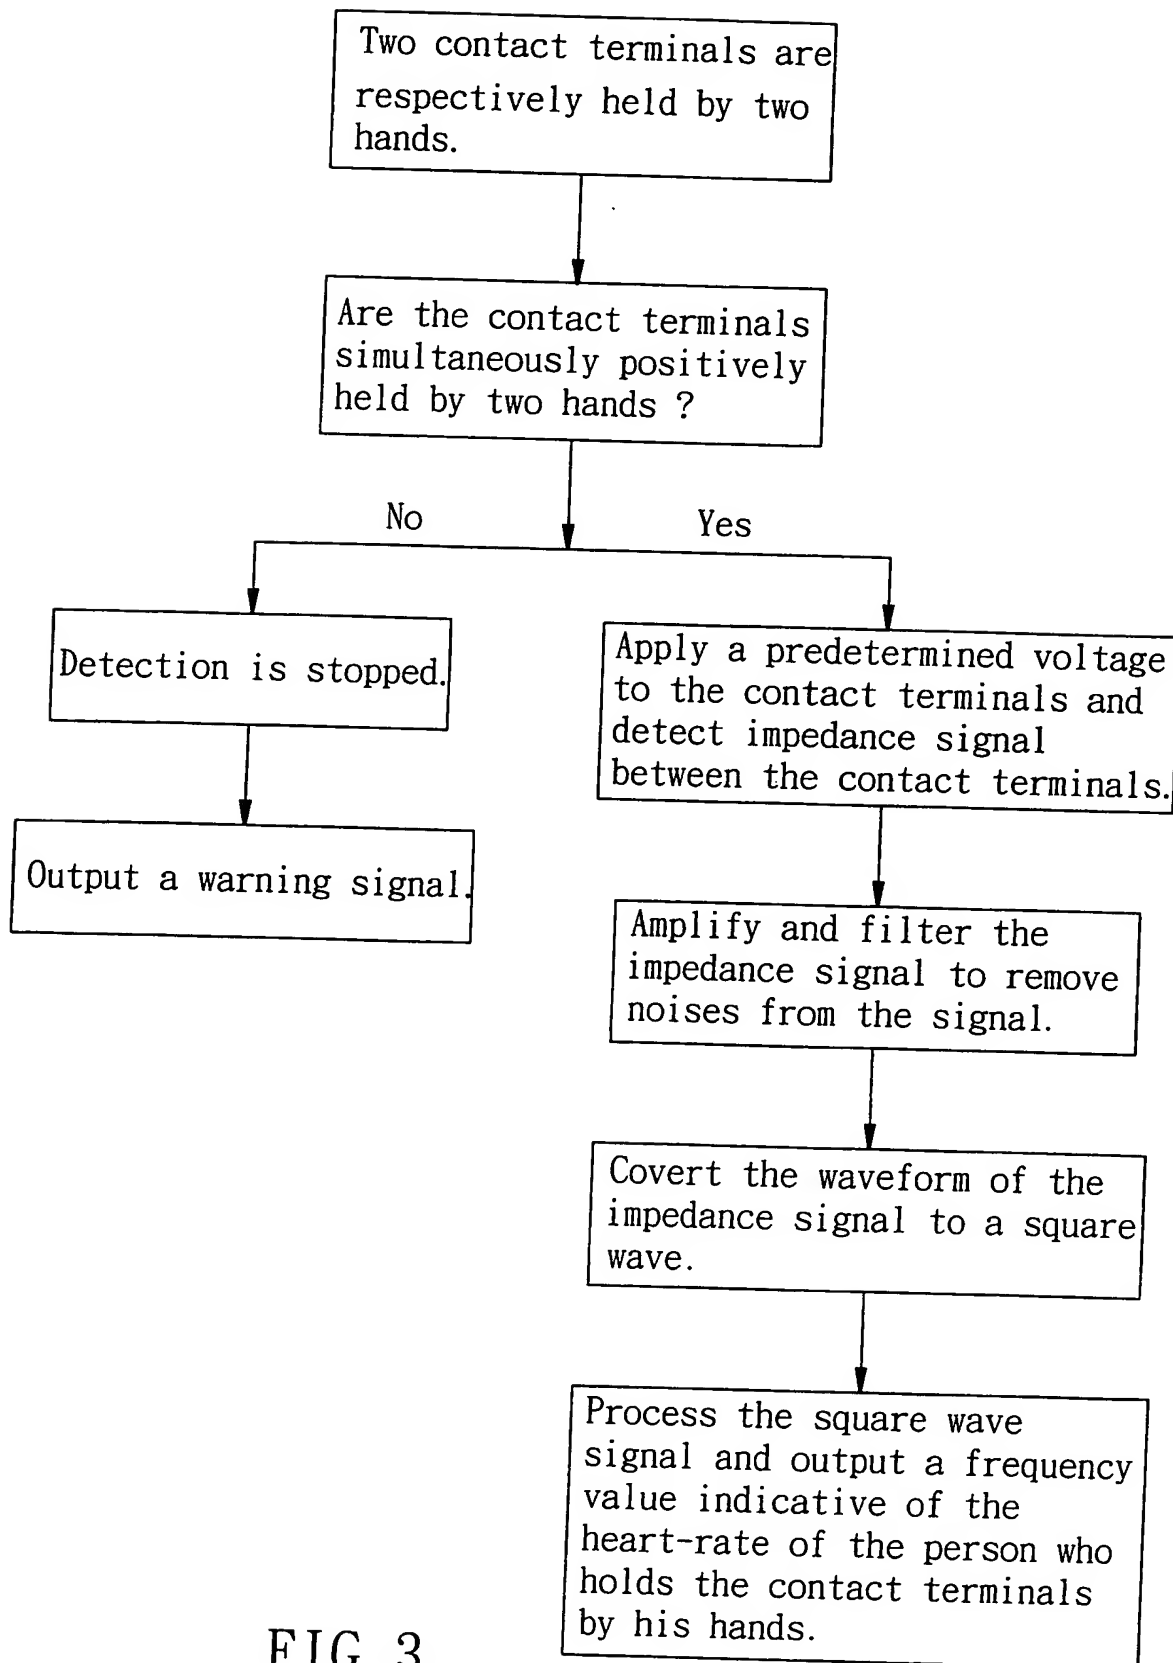 Two contact terminals are
respectively held by two
hands.
Are the contact terminals
simultaneously positively
held by two hands ?
No
Yes
Detection is stopped.
Output a warning signal.
Apply a predetermined voltage
to the contact terminals and
detect impedance signal
between the contact terminals.
Amplify and filter the
impedance signal to remove
noises from the signal.
Covert the waveform of the
impedance signal to a square
wave.
Process the square wave
signal and output a frequency
value indicative of the
heart-rate of the person who
holds the contact terminals
by his hands.
FIG 3